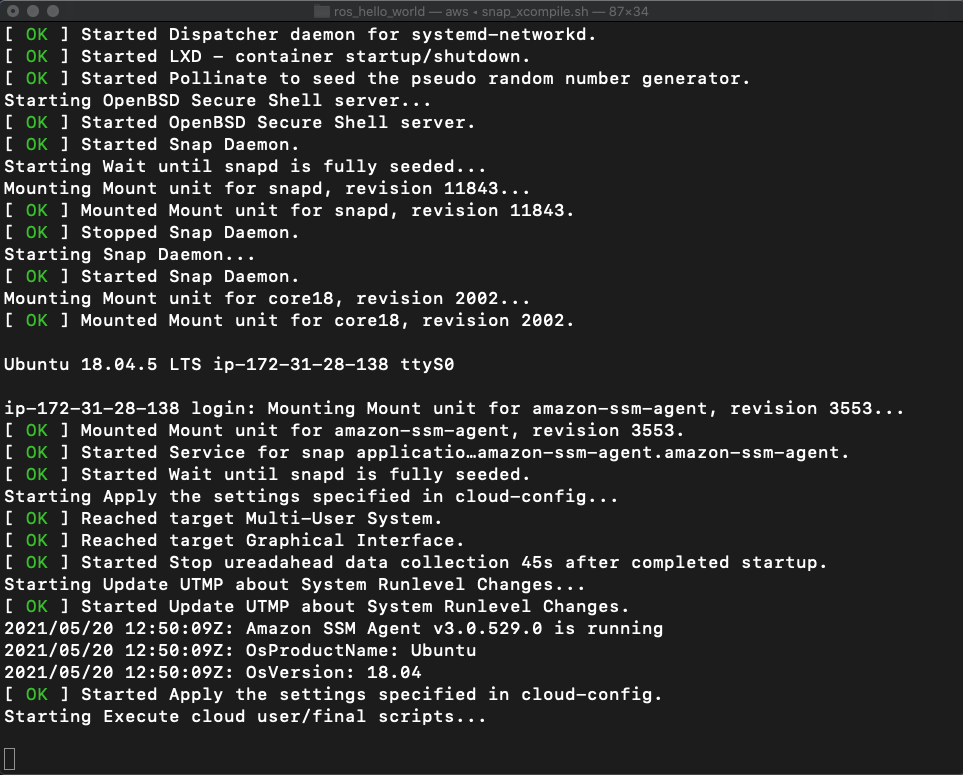 ros_hello_world — aws • snap_xcompile.sh — 87×34
[ OK ] Started Dispatcher daemon for systemd-networkd.
[ OK ] Started LXD - container startup/shutdown.
[ OK ] Started Pollinate to seed the pseudo random number generator.
Starting OpenBSD Secure Shell server...
[ OK ] Started OpenBSD Secure Shell server.
[ OK ] Started Snap Daemon.
Starting Wait until snapd is fully seeded...
Mounting Mount unit for snapd, revision 11843...
[ OK ] Mounted Mount unit for snapd, revision 11843.
[ OK ] Stopped Snap Daemon.
Starting Snap Daemon...
[ OK ] Started Snap Daemon.
Mounting Mount unit for core18, revision 2002...
[ OK ] Mounted Mount unit for core18, revision 2002.
Ubuntu 18.04.5 LTS ip-172-31-28-138 ttyS0
ip-172-31-28-138 login: Mounting Mount unit for amazon-ssm-agent, revision 3553...
[ OK ] Mounted Mount unit for amazon-ssm-agent, revision 3553.
[ OK ] Started Service for snap applicatio…amazon-ssm-agent.amazon-ssm-agent.
[ OK ] Started Wait until snapd is fully seeded.
Starting Apply the settings specified in cloud-config...
[ OK ] Reached target Multi-User System.
[ OK ] Reached target Graphical Interface.
[ OK ] Started Stop ureadahead data collection 45s after completed startup.
Starting Update UTMP about System Runlevel Changes...
[ OK ] Started Update UTMP about System Runlevel Changes.
2021/05/20 12:50:09Z: Amazon SSM Agent v3.0.529.0 is running
2021/05/20 12:50:09Z: OsProductName: Ubuntu
2021/05/20 12:50:09Z: OsVersion: 18.04
[ OK ] Started Apply the settings specified in cloud-config.
Starting Execute cloud user/final scripts...